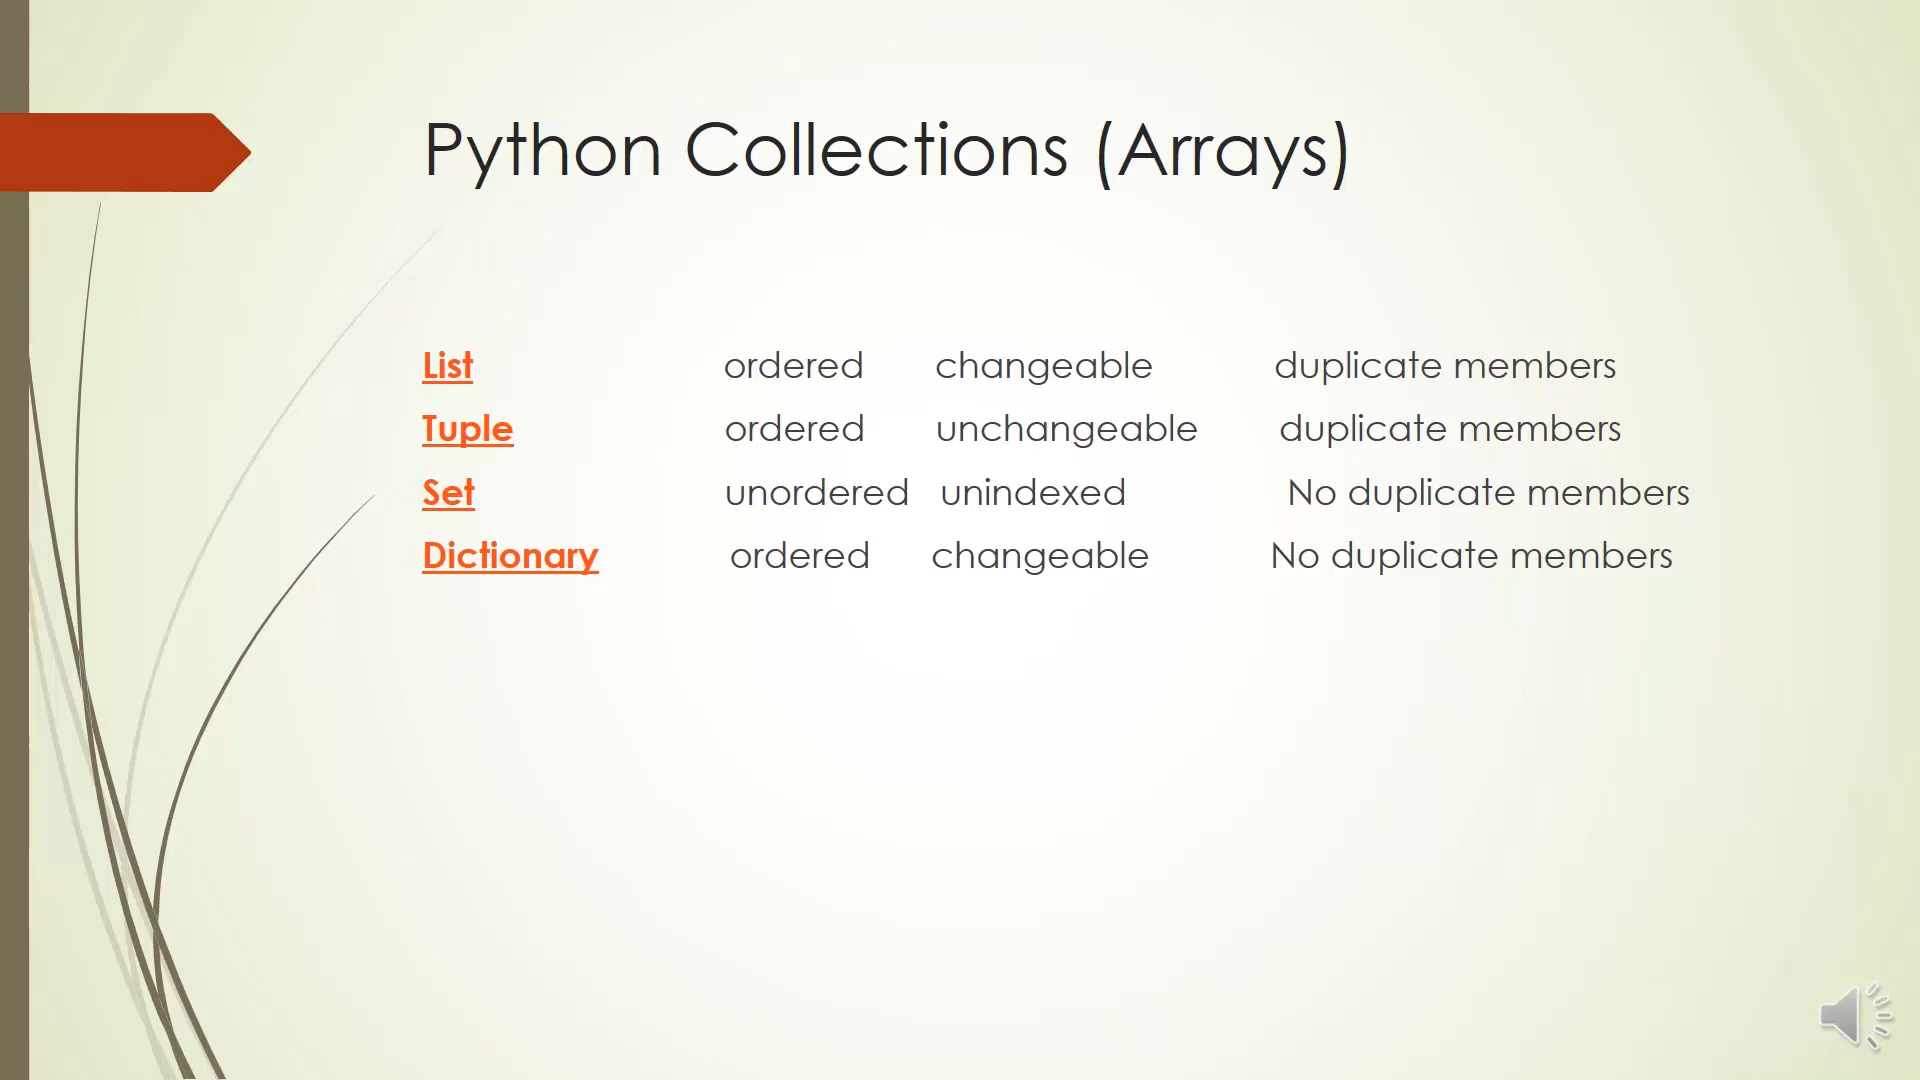 Python Collections (Arrays)
List ordered changeable duplicate members
Tuple ordered unchangeable duplicate members
Set unordered unindexed No duplicate members
Dictionary ordered changeable No duplicate members